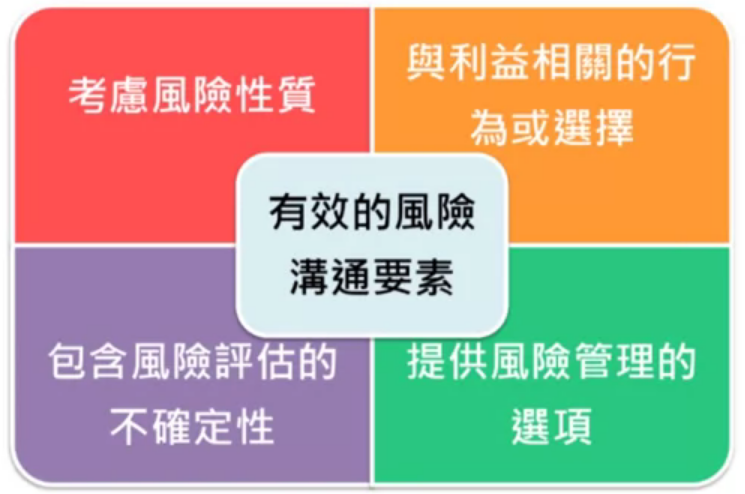 考慮風險性質
與利益相關的行
為或選擇
有效的風險
溝通要素
包含風險評估的
不確定性
提供風險管理的
選項